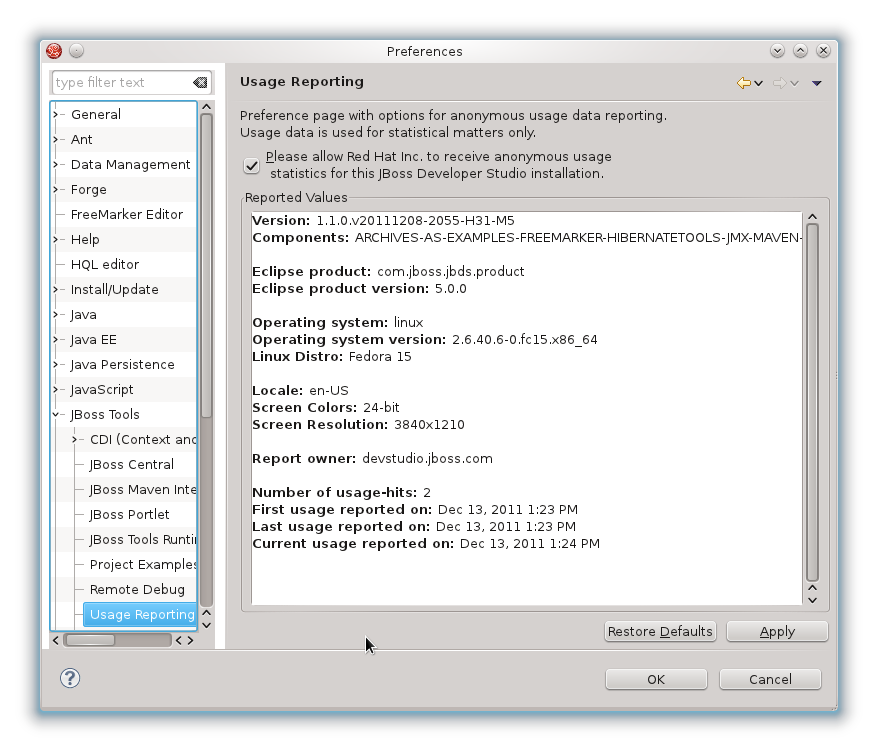 Preferences
type filter text
General
Ant
Data Management
Forge
FreeMarker Editor
Help
HQL editor
Install/Update
Java
Java EE
Java Persistence
JavaScript
JBoss Tools
CDI (Context and
JBoss Central
JBoss Maven Inte
JBoss Portlet
JBoss Tools Runti
Project Examples
Remote Debug
Usage Reporting
Usage Reporting
Preference page with options for anonymous usage data reporting.
Usage data is used for statistical matters only.
Please allow Red Hat Inc. to receive anonymous usage
statistics for this JBoss Developer Studio installation.
Reported Values
Version: 1.1.0.v20111208-2055-H31-M5
Components: ARCHIVES-AS-EXAMPLES-FREEMARKER-HIBERNATETOOLS-JMX-MAVEN-
Eclipse product: com.jboss.jbds.product
Eclipse product version: 5.0.0
Operating system: linux
Operating system version: 2.6.40.6-0.fc15.x86_64
Linux Distro: Fedora 15
Locale: en-US
Screen Colors: 24-bit
Screen Resolution: 3840x1210
Report owner: devstudio.jboss.com
Number of usage-hits: 2
First usage reported on: Dec 13, 2011 1:23 PM
Last usage reported on: Dec 13, 2011 1:23 PM
Current usage reported on: Dec 13, 2011 1:24 PM
Restore Defaults
Apply
?
OK
Cancel